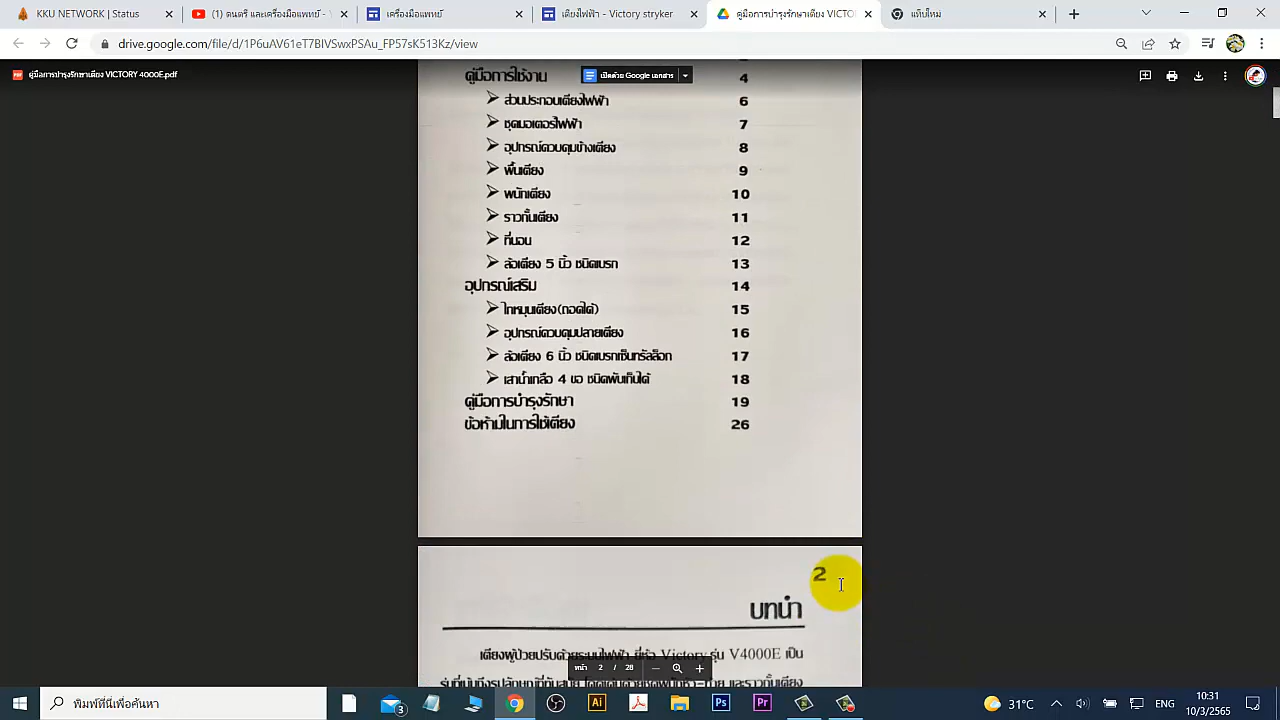 KKU NETWORK | KKU NETWORK - Y
(1) ดนตรี และเครื่องมือแพทย์ - YouTube
เครื่องมือแพทย์
เตียงไฟฟ้า - Victory stryker
คู่มือการบำรุงรักษาเตียง VICTO
แท็บใหม่
drive.google.com/file/d/1P6uAV61eT7BIVSwxPSAu_FP57sK513Kz/view
คู่มือการบำรุงรักษาเตียง VICTORY 4000E.pdf
เปิดด้วย Google เอกสาร
คู่มือการใช้งาน 4
ส่วนประกอบเตียงไฟฟ้า 6
ชุดมอเตอร์ไฟฟ้า 7
อุปกรณ์ควบคุมข้างเตียง 8
พื้นเตียง 9
พนักเตียง 10
ราวกั้นเตียง 11
ที่นอน 12
ล้อเตียง 5 นิ้ว ชนิดเบรก 13
อุปกรณ์เสริม 14
ไกหมุนเตียง(ถอดได้) 15
อุปกรณ์ควบคุมปลายเตียง 16
ล้อเตียง 6 นิ้ว ชนิดเบรกเซ็นทรัลล็อก 17
เสาน้ำเกลือ 4 ขอ ชนิดพับเก็บได้ 18
คู่มือการบำรุงรักษา 19
ข้อห้ามในการใช้เตียง 26
2
บทนำ
เตียงผู้ป่วยปรับด้วยระบบไฟฟ้า ยี่ห้อ Victory รุ่น V4000E เป็น
หน้า 2 / 28
พิมพ์ที่นี่เพื่อค้นหา
3
31°C
ENG
10:31
10/3/2565